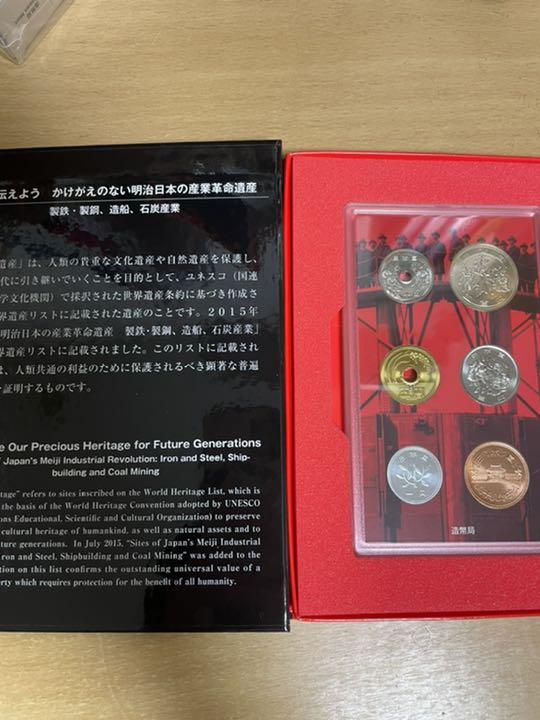 伝えよう かけがえのない明治日本の産業革命遺産
製鉄・製鋼、造船、石炭産業
遺産」は、人類の貴重な文化遺産や自然遺産を保護し、
代に引き継いでいくことを目的として、ユネスコ（国連
学文化機関）で採択された世界遺産条約に基づき作成さ
界遺産リストに記載された遺産のことです。２０１５年
明治日本の産業革命遺産 製鉄・製鋼、造船、石炭産業」
界遺産リストに記載されました。このリストに記載され
は、人類共通の利益のために保護されるべき顕著な普遍
証明するものです。
e Our Precious Heritage for Future Generations
Japan's Meiji Industrial Revolution: Iron and Steel, Ship-
building and Coal Mining
tage" refers to sites inscribed on the World Heritage List, which is
the basis of the World Heritage Convention adopted by UNESCO
ons Educational, Scientific and Cultural Organization) to preserve
cultural heritage of humankind, as well as natural assets and to
ture generations. In July 2015, "Sites of Japan's Meiji Industrial
Iron and Steel, Shipbuilding and Coal Mining" was added to the
tion on this list confirms the outstanding universal value of a
erty which requires protection for the benefit of all humanity.
造幣局